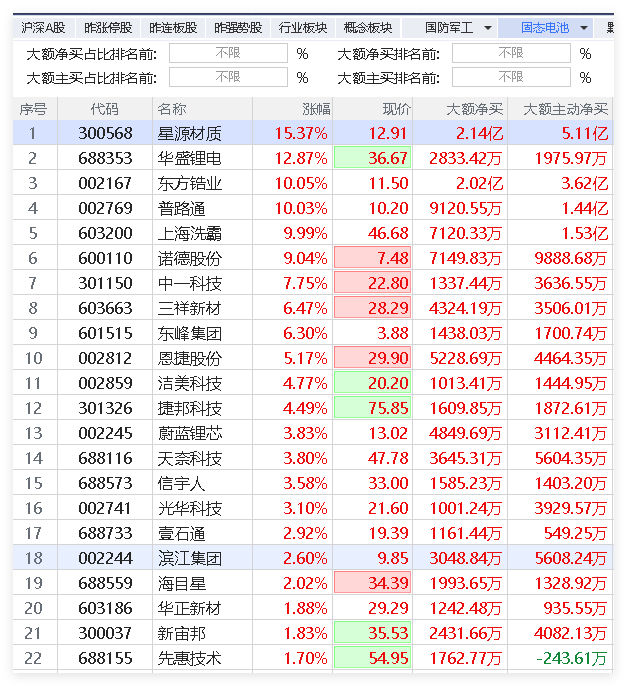 沪深A股 昨涨停股 昨连板股 昨强势股 行业板块 概念板块 国防军工 固态电池
大额净买占比排名前: 不限 % 大额净买排名前: 不限 %
大额主买占比排名前: 不限 % 大额主买排名前: 不限 %
序号 代码 名称 涨幅 现价 大额净买 大额主动净买
1 300568 星源材质 15.37% 12.91 2.14亿 5.11亿
2 688353 华盛锂电 12.87% 36.67 2833.42万 1975.97万
3 002167 东方锆业 10.05% 11.50 2.02亿 3.62亿
4 002769 普路通 10.03% 10.20 9120.55万 1.44亿
5 603200 上海洗霸 9.99% 46.68 7120.33万 1.53亿
6 600110 诺德股份 9.04% 7.48 7149.83万 9888.68万
7 301150 中一科技 7.75% 22.80 1337.44万 3636.55万
8 603663 三祥新材 6.47% 28.29 4324.19万 3506.01万
9 601515 东峰集团 6.30% 3.88 1438.03万 1700.74万
10 002812 恩捷股份 5.17% 29.90 5228.69万 4464.35万
11 002859 洁美科技 4.77% 20.20 1013.41万 1444.95万
12 301326 捷邦科技 4.49% 75.85 1609.85万 1872.61万
13 002245 蔚蓝锂芯 3.83% 13.02 4849.69万 3112.41万
14 688116 天奈科技 3.80% 47.78 3645.31万 5604.35万
15 688573 信宇人 3.58% 33.00 1585.23万 1403.20万
16 002741 光华科技 3.10% 21.60 1001.24万 3929.57万
17 688733 壹石通 2.92% 19.39 1161.44万 549.25万
18 002244 滨江集团 2.60% 9.85 3048.84万 5608.24万
19 688559 海目星 2.02% 34.39 1993.65万 1328.92万
20 603186 华正新材 1.88% 29.29 1242.48万 935.55万
21 300037 新宙邦 1.83% 35.53 2431.66万 4082.13万
22 688155 先惠技术 1.70% 54.95 1762.77万 -243.61万